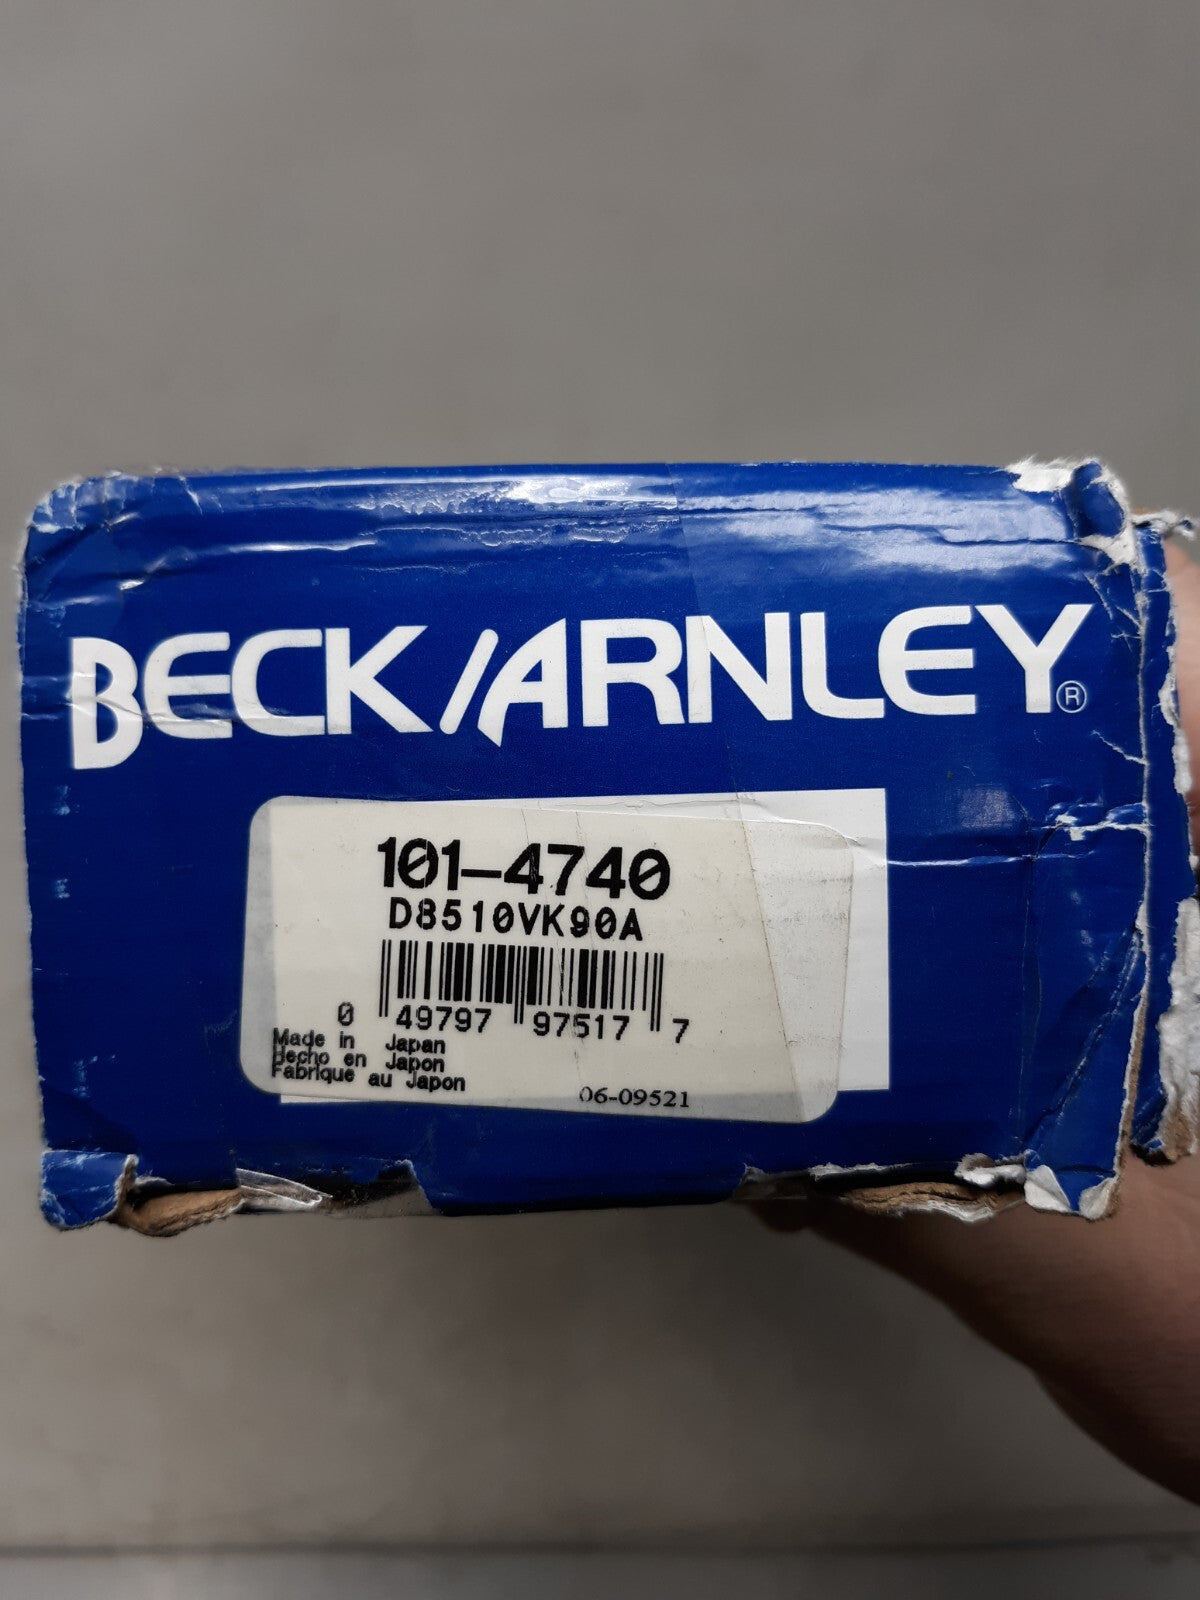 BECK/ARNLEY®
101-4740
D8510VK90A
0 49797 97517 7
Made in Japan
Hecho en Japon
Fabrique au Japon
06-09521